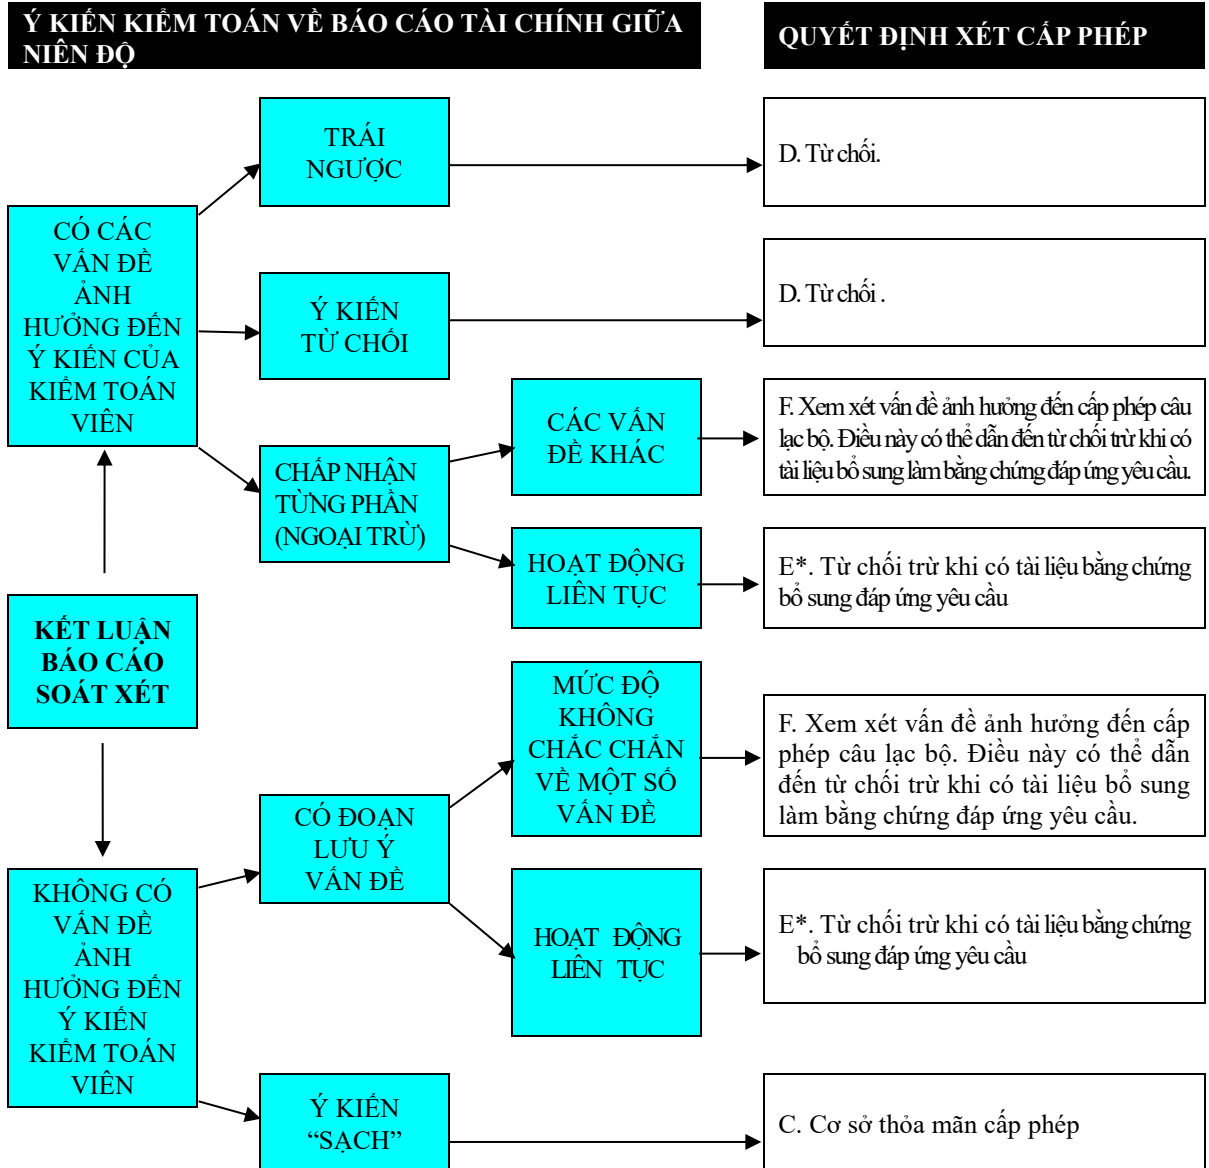 Ý KIẾN KIỂM TOÁN VỀ BÁO CÁO TÀI CHÍNH GIỮA
NIÊN ĐỘ
QUYẾT ĐỊNH XÉT CẤP PHÉP
TRÁI
NGƯỢC
D. Từ chối.
CÓ CÁC
VẤN ĐỀ
ẢNH
HƯỞNG ĐẾN
Ý KIẾN CỦA
KIỂM TOÁN
VIÊN
Ý KIẾN
TỪ CHỐI
D. Từ chối .
CHẤP NHẬN
TỪNG PHẦN
(NGOẠI TRỪ)
CÁC VẤN
ĐỀ KHÁC
F. Xem xét vấn đề ảnh hưởng đến cấp phép câu
lạc bộ. Điều này có thể dẫn đến từ chối trừ khi có
tài liệu bổ sung làm bằng chứng đáp ứng yêu cầu.
HOẠT ĐỘNG
LIÊN TỤC
E*. Từ chối trừ khi có tài liệu bằng chứng
bổ sung đáp ứng yêu cầu
KẾT LUẬN
BÁO CÁO
SOÁT XÉT
MỨC ĐỘ
KHÔNG
CHẮC CHẮN
VỀ MỘT SỐ
VẤN ĐỀ
F. Xem xét vấn đề ảnh hưởng đến cấp
phép câu lạc bộ. Điều này có thể dẫn
đến từ chối trừ khi có tài liệu bổ sung
làm bằng chứng đáp ứng yêu cầu.
CÓ ĐOẠN
LƯU Ý
VẤN ĐỀ
KHÔNG CÓ
VẤN ĐỀ
ẢNH
HƯỞNG ĐẾN
Ý KIẾN
KIỂM TOÁN
VIÊN
HOẠT ĐỘNG
LIÊN TỤC
E*. Từ chối trừ khi có tài liệu bằng chứng
bổ sung đáp ứng yêu cầu
Ý KIẾN
“SẠCH”
C. Cơ sở thỏa mãn cấp phép